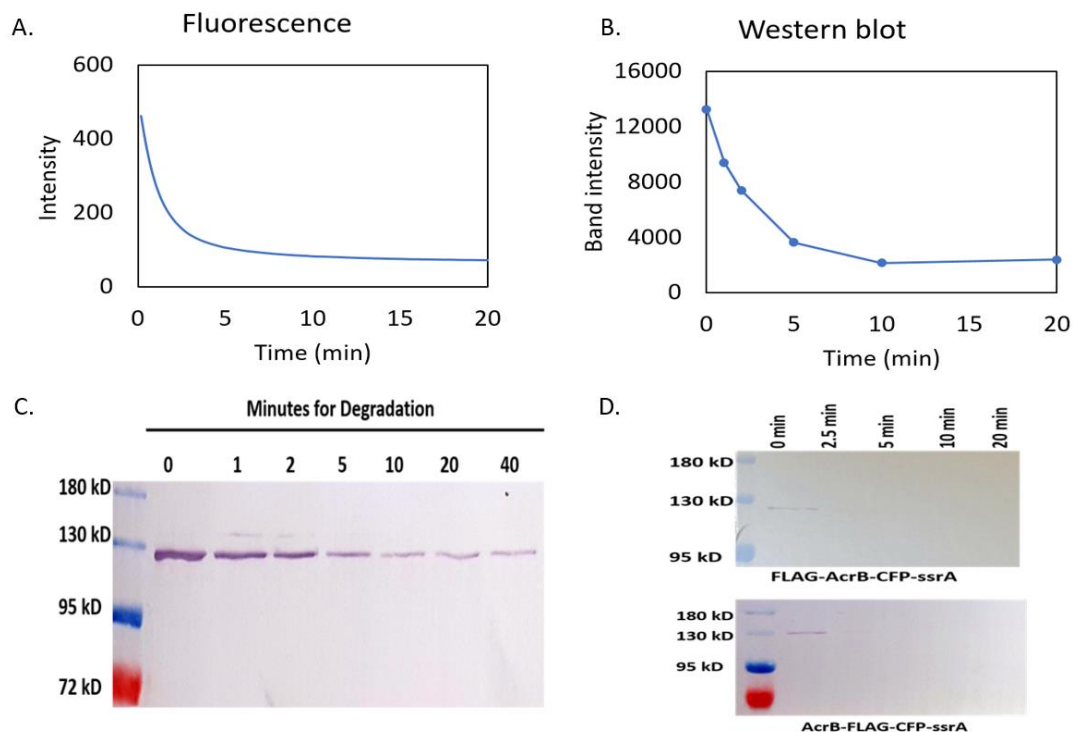 A.
Fluorescence
600
400
200
0
Intensity
0 5 10 15 20
Time (min)
B.
Western blot
16000
12000
8000
4000
0
Band intensity
0 5 10 15 20
Time (min)
C.
Minutes for Degradation
0 1 2 5 10 20 40
180 kD
130 kD
95 kD
72 kD
D.
0 min 2.5 min 5 min 10 min 20 min
180 kD
130 kD
95 kD
FLAG-AcrB-CFP-ssrA
180 kD
130 kD
95 kD
AcrB-FLAG-CFP-ssrA